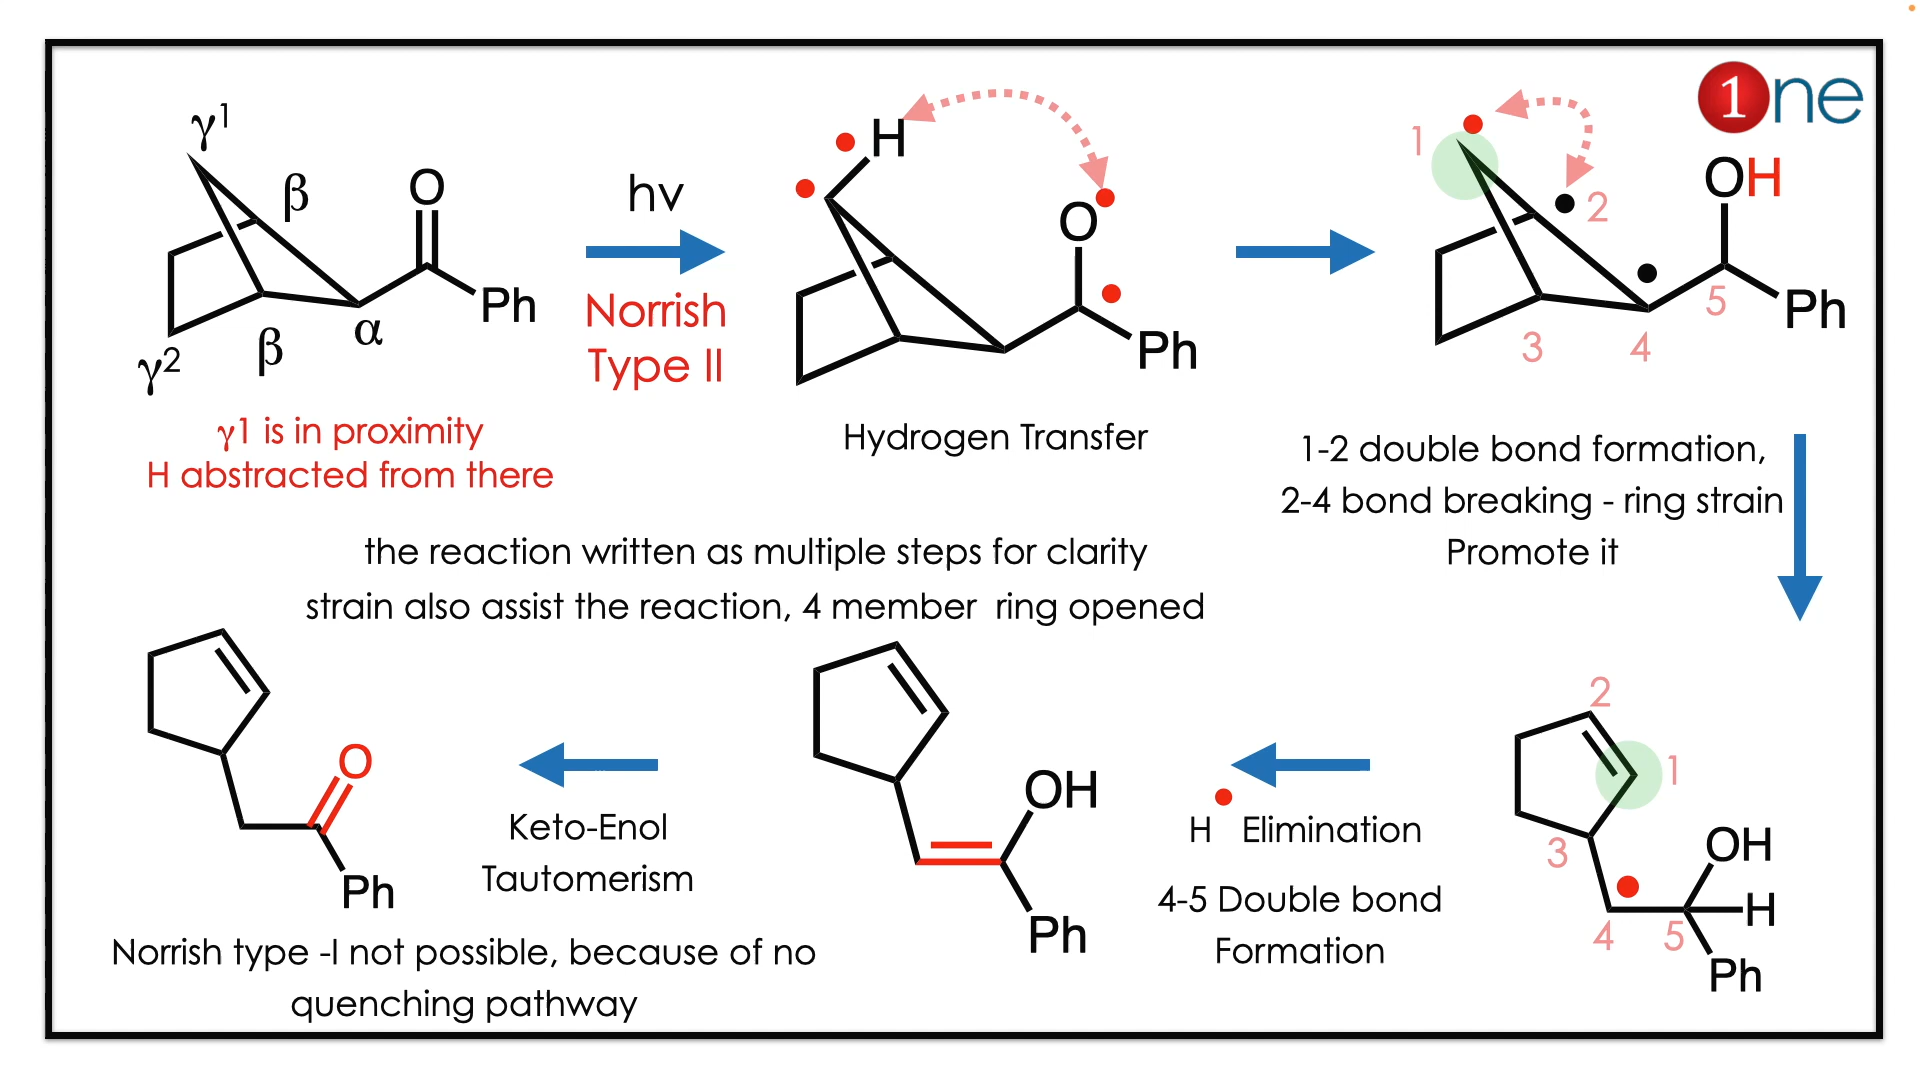 1ne
γ1
β
O
Ph
α
β
γ2
hν
Norrish
Type II
H
O
Ph
1
2
OH
5
Ph
3
4
γ1 is in proximity
H abstracted from there
Hydrogen Transfer
1-2 double bond formation,
2-4 bond breaking - ring strain
Promote it
the reaction written as multiple steps for clarity
strain also assist the reaction, 4 member ring opened
O
Ph
Keto-Enol
Tautomerism
OH
Ph
H Elimination
4-5 Double bond
Formation
2
1
3
OH
H
4
5
Ph
Norrish type -I not possible, because of no
quenching pathway